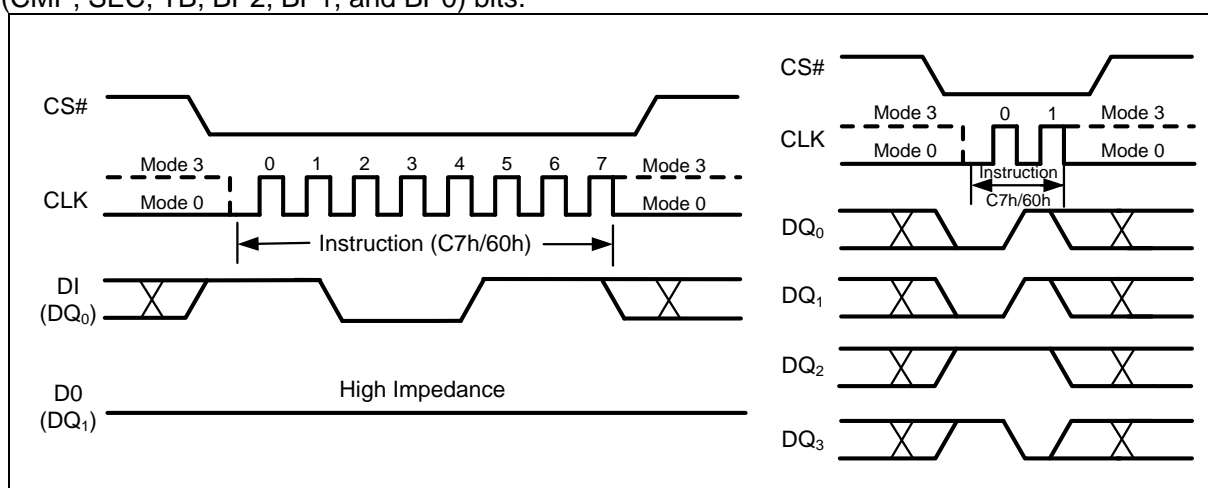 (CMP, SEC, TB, BP2, BP1, and BP0) bits.
CS#
Mode 3 0 1 2 3 4 5 6 7 Mode 3
CLK
Mode 0 Mode 0
Instruction (C7h/60h)
DI
(DQ0)
D0
(DQ1)
High Impedance
CS#
Mode 3 0 1 Mode 3
CLK
Mode 0 Mode 0
Instruction
C7h/60h
DQ0
DQ1
DQ2
DQ3